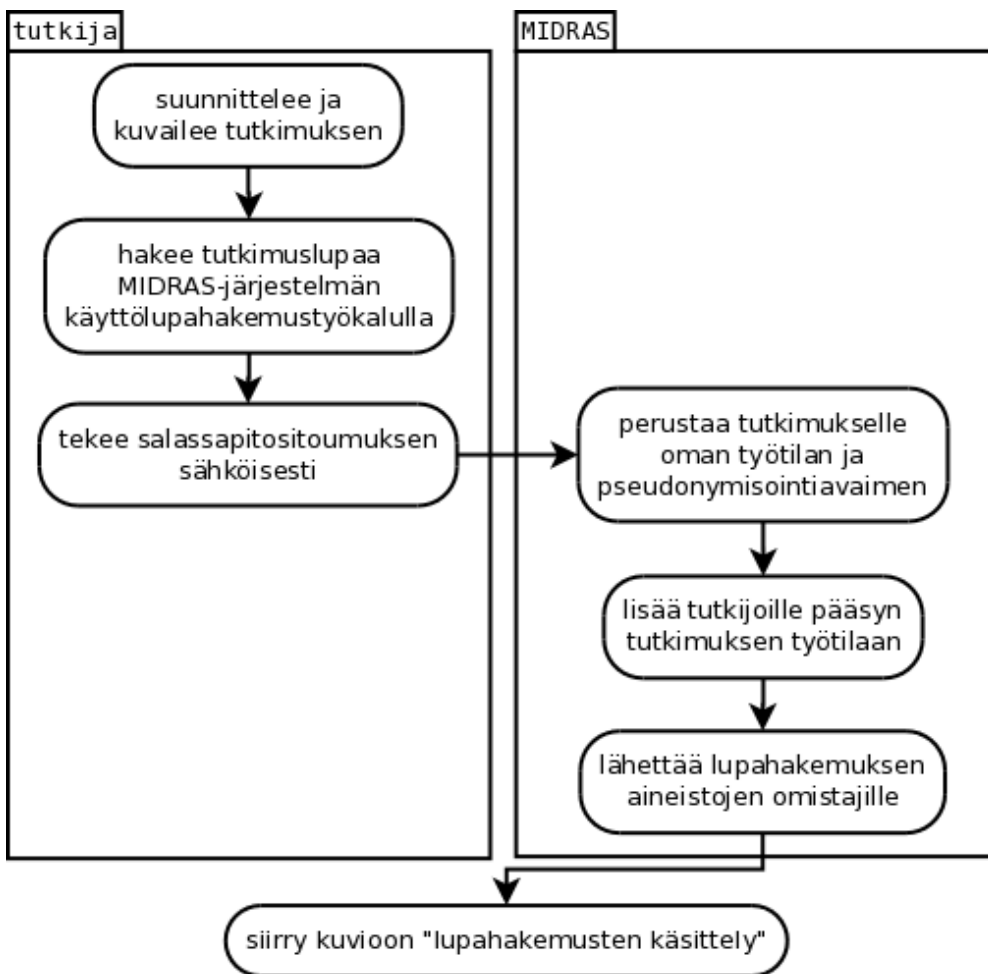 tutkija
suunnittelee ja
kuvailee tutkimuksen
hakee tutkimuslupaa
MIDRAS-järjestelmän
käyttölupahakemustyökalulla
tekee salassapitositoumuksen
sähköisesti
MIDRAS
perustaa tutkimukselle
oman työtilan ja
pseudonymisointiavaimen
lisää tutkijoille pääsyn
tutkimuksen työtilaan
lähettää lupahakemuksen
aineistojen omistajille
siirry kuvioon "lupahakemusten käsittely"